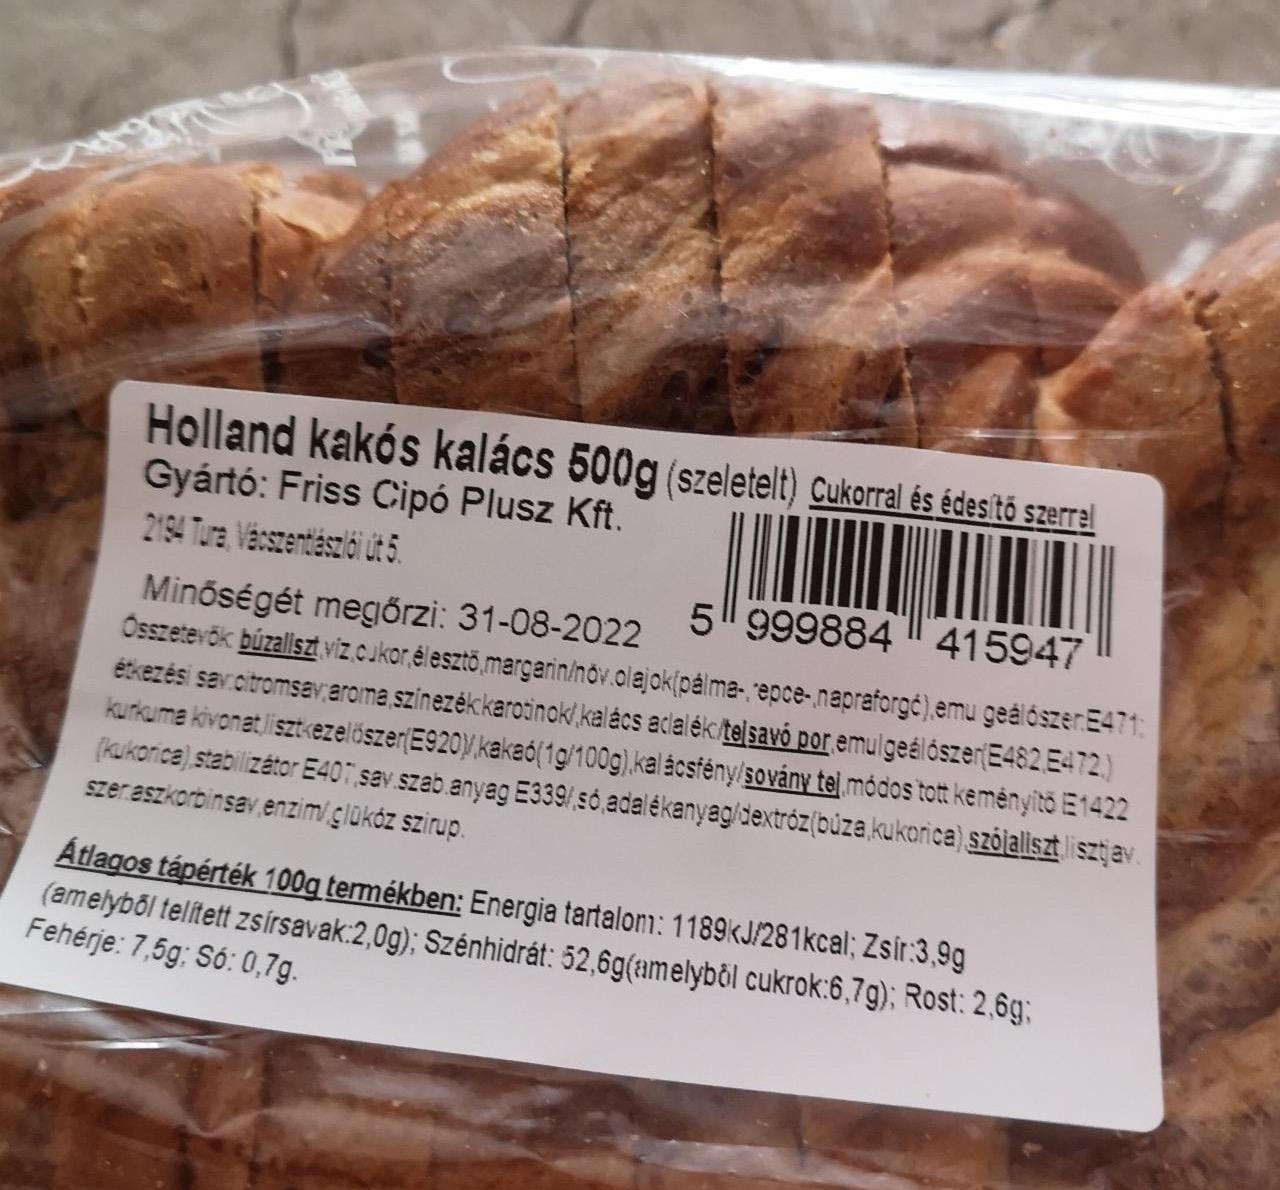 Holland kakós kalács 500g (szeletelt) Cukorral és édesítő szerrel
Gyártó: Friss Cipó Plusz Kft.
2194 Tura, Vácszentlászlói út 5.
Minőségét megőrzi: 31-08-2022
5 999884 415947
Összetevők: búzaliszt,víz,cukor,élesztő,margarin/növ.olajok(pálma-, repce-,napraforgó),emu geálószer:E471:
étkezési sav:citromsav;aroma,színezék:karotinok/,kalács adalék:/tejsavó por,emulgeálószer(E482,E472,)
kurkuma kivonat,lisztkezelőszer(E920)/,kakaó(1g/100g),kalácsfény/sovány tej,módos tott keményítő E1422
(kukorica),stabilizátor E407,sav.szab.anyag E339/,só,adalékanyag/dextróz(búza,kukorica),szójaliszt,lisztjav.
szer:aszkorbinsav,enzim/,glükóz szirup.
Átlagos tápérték 100g termékben: Energia tartalom: 1189kJ/281kcal; Zsír:3,9g
(amelyből telített zsírsavak:2,0g); Szénhidrát: 52,6g(amelyből cukrok:6,7g); Rost: 2,6g;
Fehérje: 7,5g; Só: 0,7g.